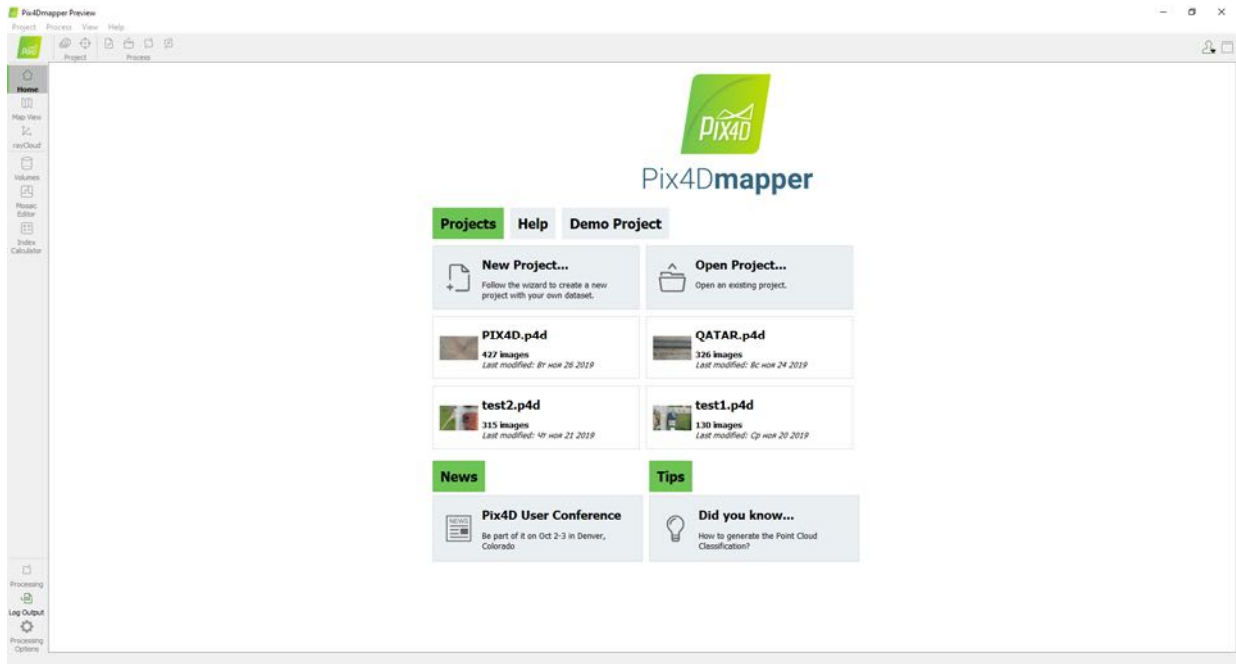 Pix4Dmapper Preview
Project Process View Help
Project Process
Home
Map View
rayCloud
Volumes
Mosaic
Editor
Index
Calculator
PIX4D
Pix4Dmapper
Projects Help Demo Project
New Project...
Follow the wizard to create a new
project with your own dataset.
Open Project...
Open an existing project.
PIX4D.p4d
427 images
Last modified: Вт ноя 26 2019
QATAR.p4d
326 images
Last modified: Вс ноя 24 2019
test2.p4d
315 images
Last modified: Чт ноя 21 2019
test1.p4d
130 images
Last modified: Ср ноя 20 2019
News
NEWS
Pix4D User Conference
Be part of it on Oct 2-3 in Denver,
Colorado
Tips
Did you know...
How to generate the Point Cloud
Classification?
Processing
Log Output
Processing
Options